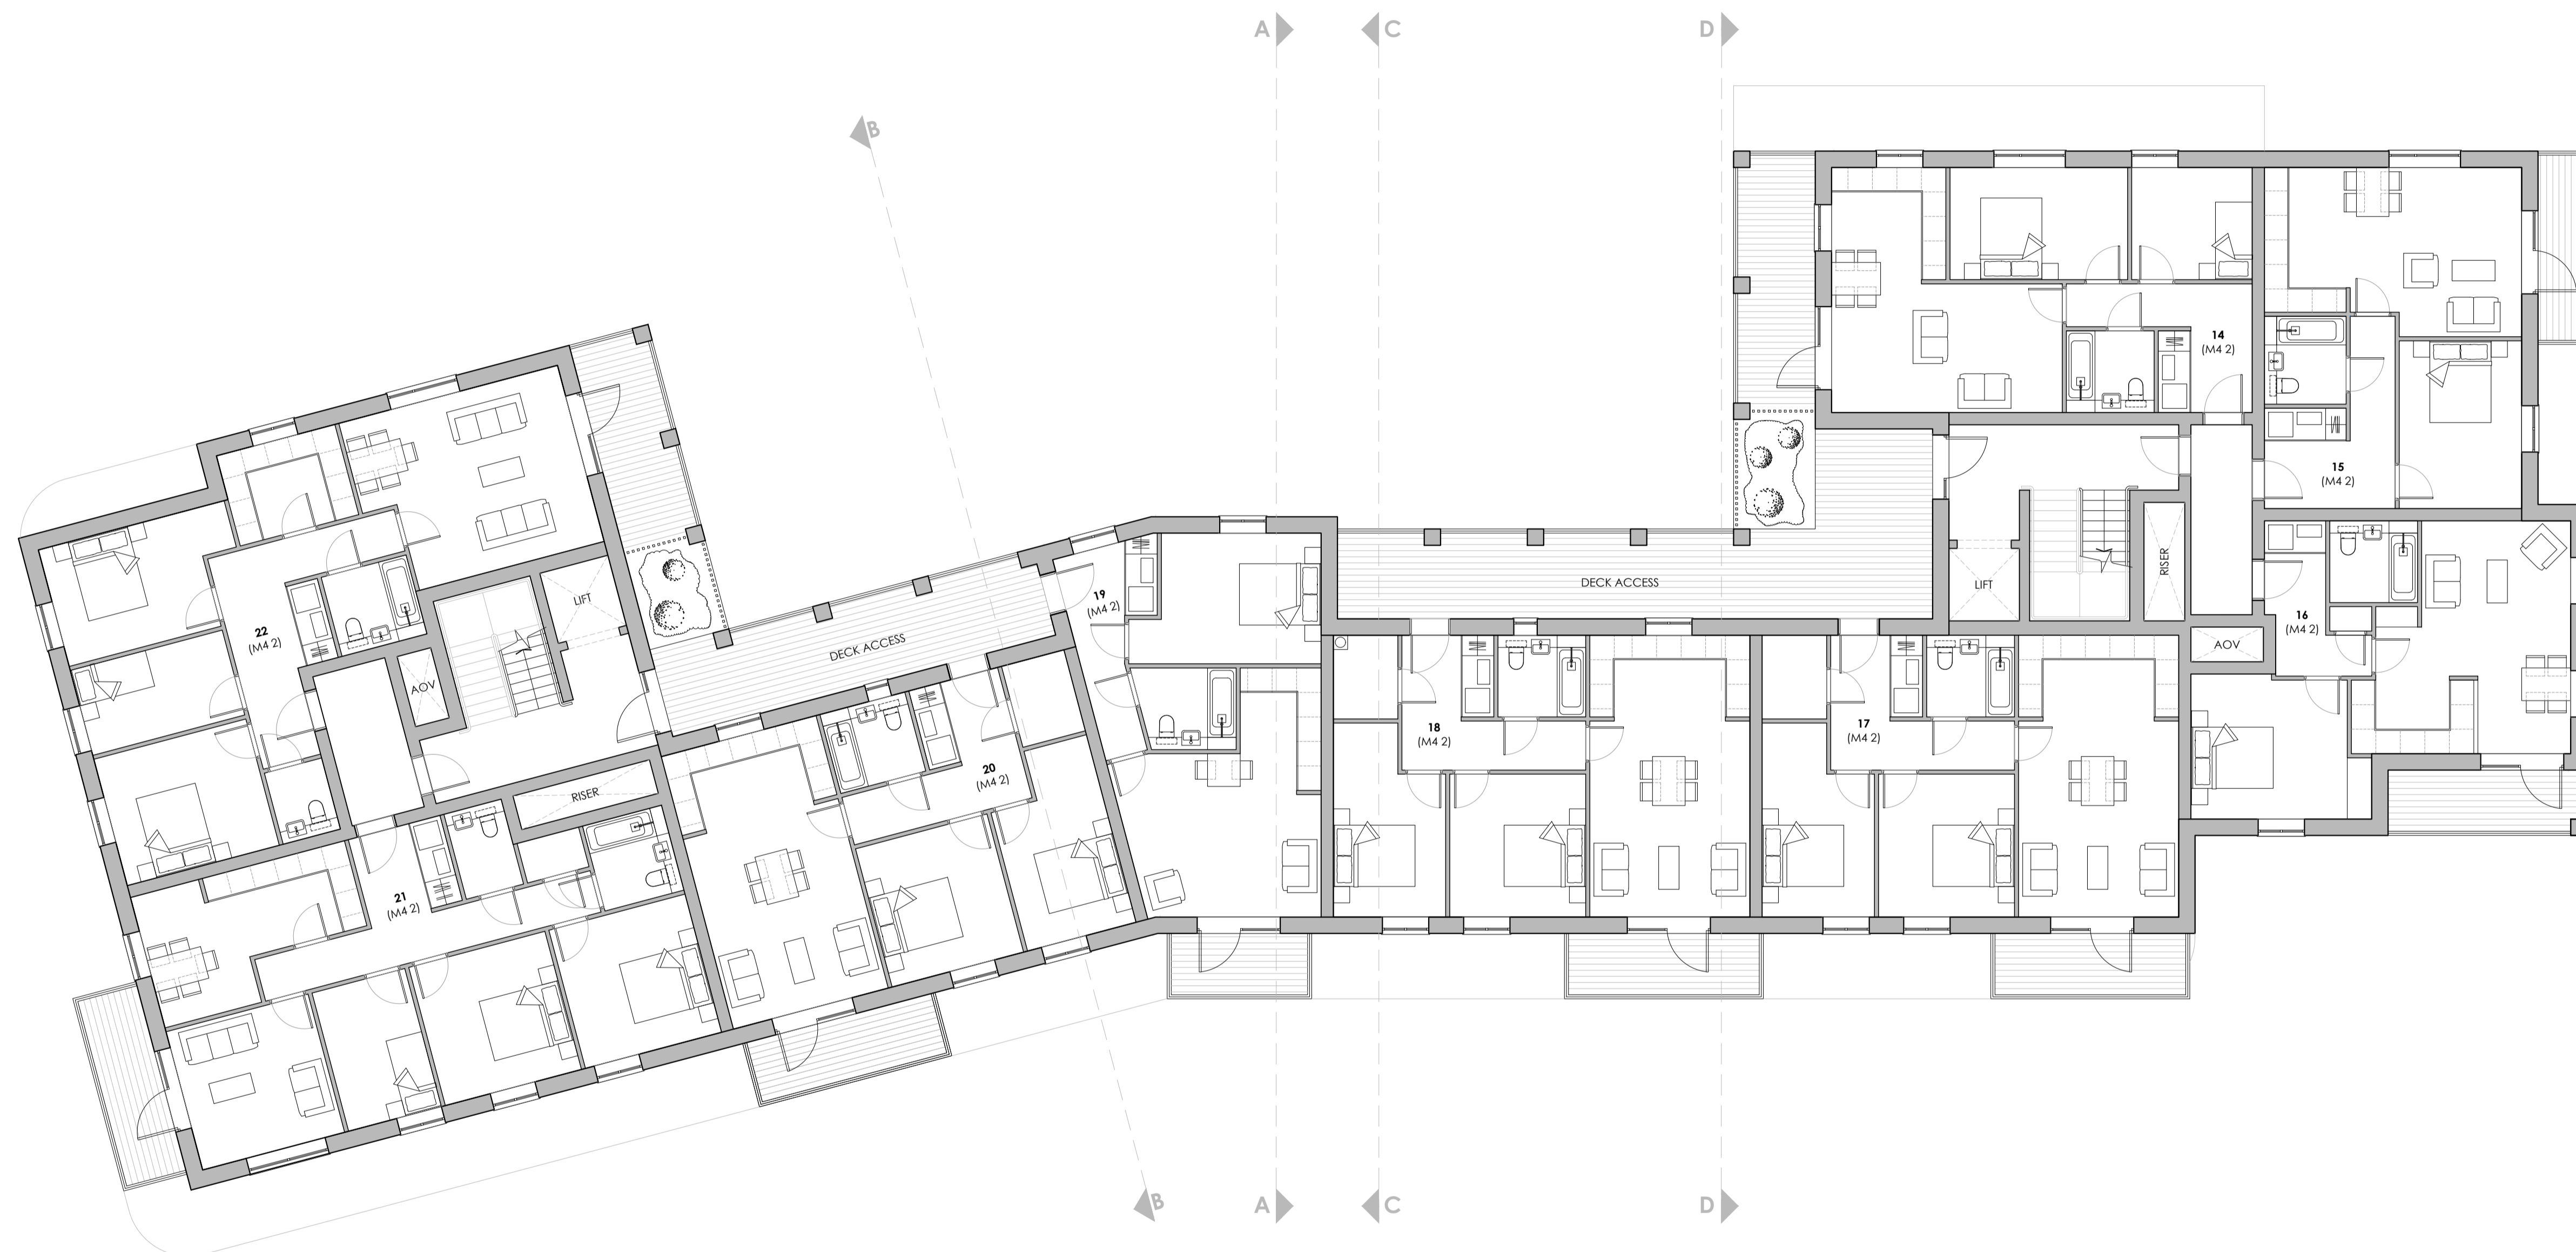 A
C
D
B
14
(M4 2)
15
(M4 2)
RISER
LIFT
DECK ACCESS
16
(M4 2)
AOV
LIFT
19
(M4 2)
22
(M4 2)
DECK ACCESS
AOV
18
(M4 2)
17
(M4 2)
20
(M4 2)
RISER
21
(M4 2)
B
A
C
D